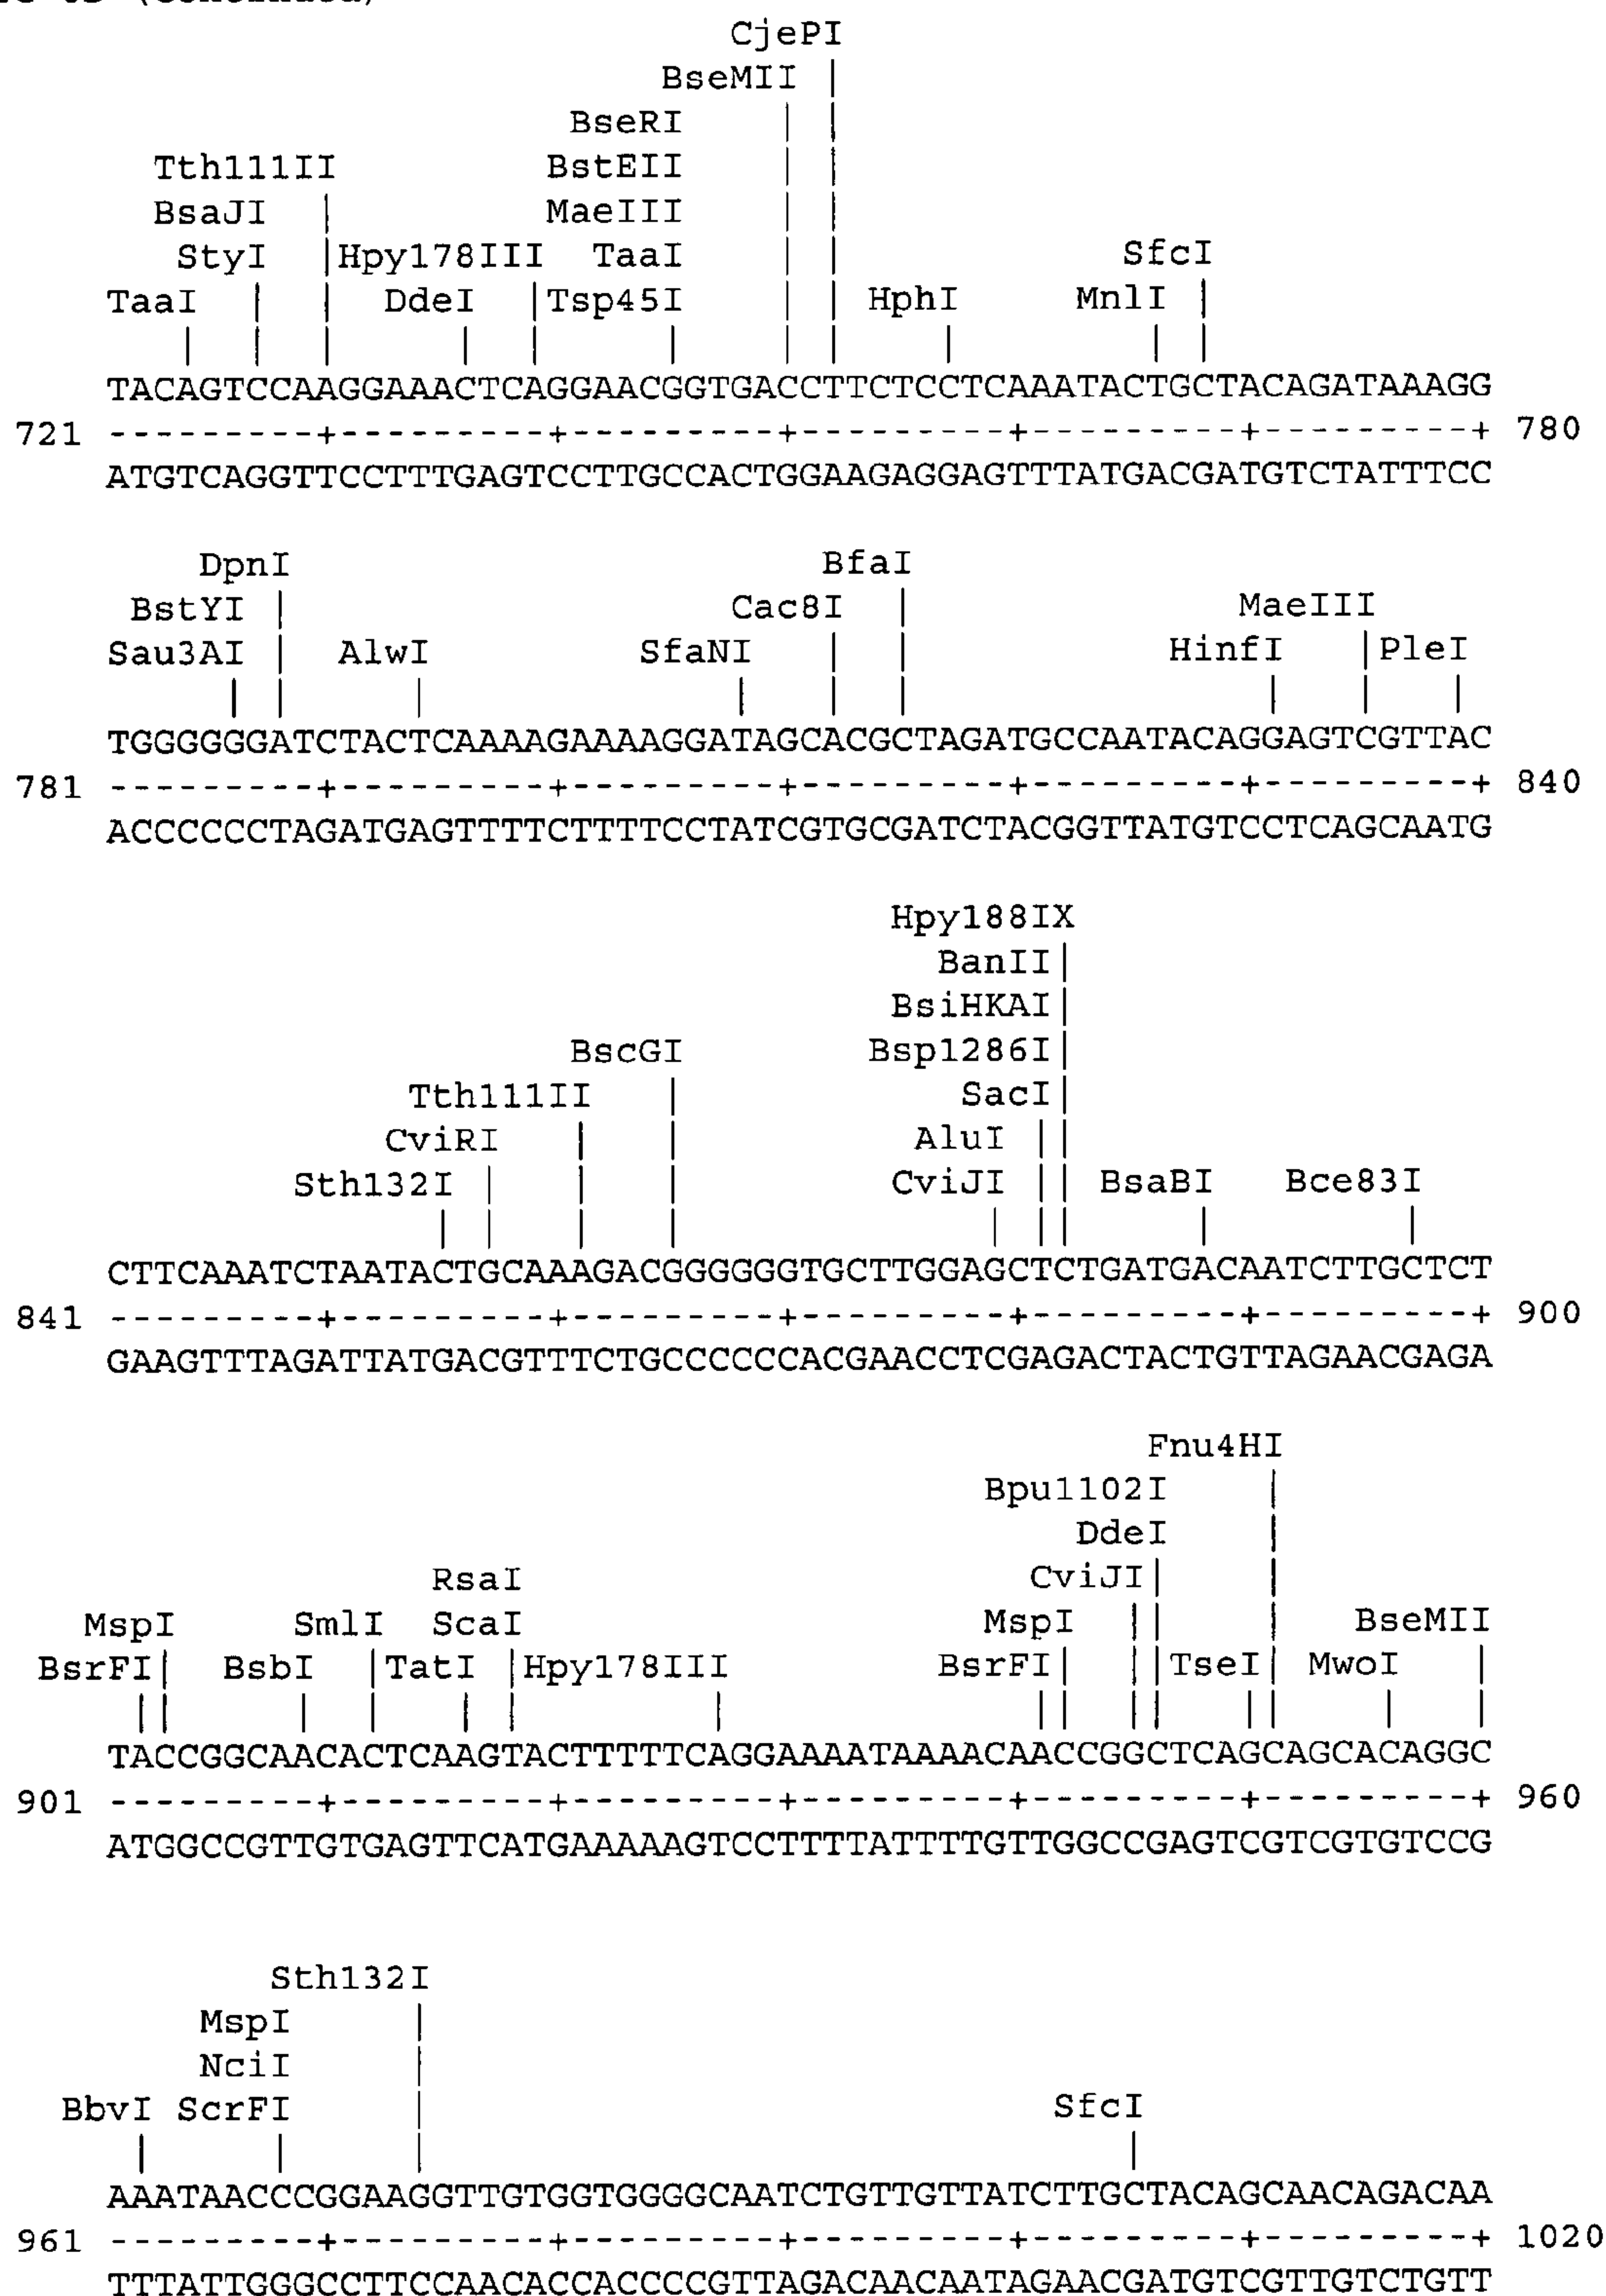 (Continued)
CjePI
BseMII |
BseRI | |
Tth111II BstEII | |
BsaJI | MaeIII | |
StyI |Hpy178III TaaI | | SfcI
TaaI | | DdeI |Tsp45I | | HphI MnlI |
| | | | | | | | | | |
TACAGTCCAAGGAAACTCAGGAACGGTGACCTTCTCCTCAAATACTGCTACAGATAAAGG
721 ---------+---------+---------+---------+---------+---------+ 780
ATGTCAGGTTCCTTTGAGTCCTTGCCACTGGAAGAGGAGTTTATGACGATGTCTATTTCC
DpnI BfaI
BstYI | Cac8I | MaeIII
Sau3AI | AlwI SfaNI | | HinfI |PleI
| | | | | | | | |
TGGGGGGATCTACTCAAAAGAAAAGGATAGCACGCTAGATGCCAATACAGGAGTCGTTAC
781 ---------+---------+---------+---------+---------+---------+ 840
ACCCCCCTAGATGAGTTTTCTTTTCCTATCGTGCGATCTACGGTTATGTCCTCAGCAATG
Hpy188IX
BanII|
BsiHKAI|
BscGI Bsp1286I|
Tth111II | SacI|
CviRI | | AluI ||
Sth132I | | | CviJI || BsaBI Bce83I
| | | | | || | |
CTTCAAATCTAATACTGCAAAGACGGGGGGTGCTTGGAGCTCTGATGACAATCTTGCTCT
841 ---------+---------+---------+---------+---------+---------+ 900
GAAGTTTAGATTATGACGTTTCTGCCCCCCACGAACCTCGAGACTACTGTTAGAACGAGA
Fnu4HI
Bpu1102I |
DdeI |
RsaI CviJI| |
MspI SmlI ScaI MspI || | BseMII
BsrFI| BsbI |TatI |Hpy178III BsrFI| ||TseI| MwoI |
|| | | | | | || || || | |
TACCGGCAACACTCAAGTACTTTTTCAGGAAAATAAAACAACCGGCTCAGCAGCACAGGC
901 ---------+---------+---------+---------+---------+---------+ 960
ATGGCCGTTGTGAGTTCATGAAAAAGTCCTTTTATTTTGTTGGCCGAGTCGTCGTGTCCG
Sth132I
MspI |
NciI |
BbvI ScrFI | SfcI
| | | |
AAATAACCCGGAAGGTTGTGGTGGGGCAATCTGTTGTTATCTTGCTACAGCAACAGACAA
961 ---------+---------+---------+---------+---------+---------+ 1020
TTTATTGGGCCTTCCAACACCACCCCGTTAGACAACAATAGAACGATGTCGTTGTCTGTT